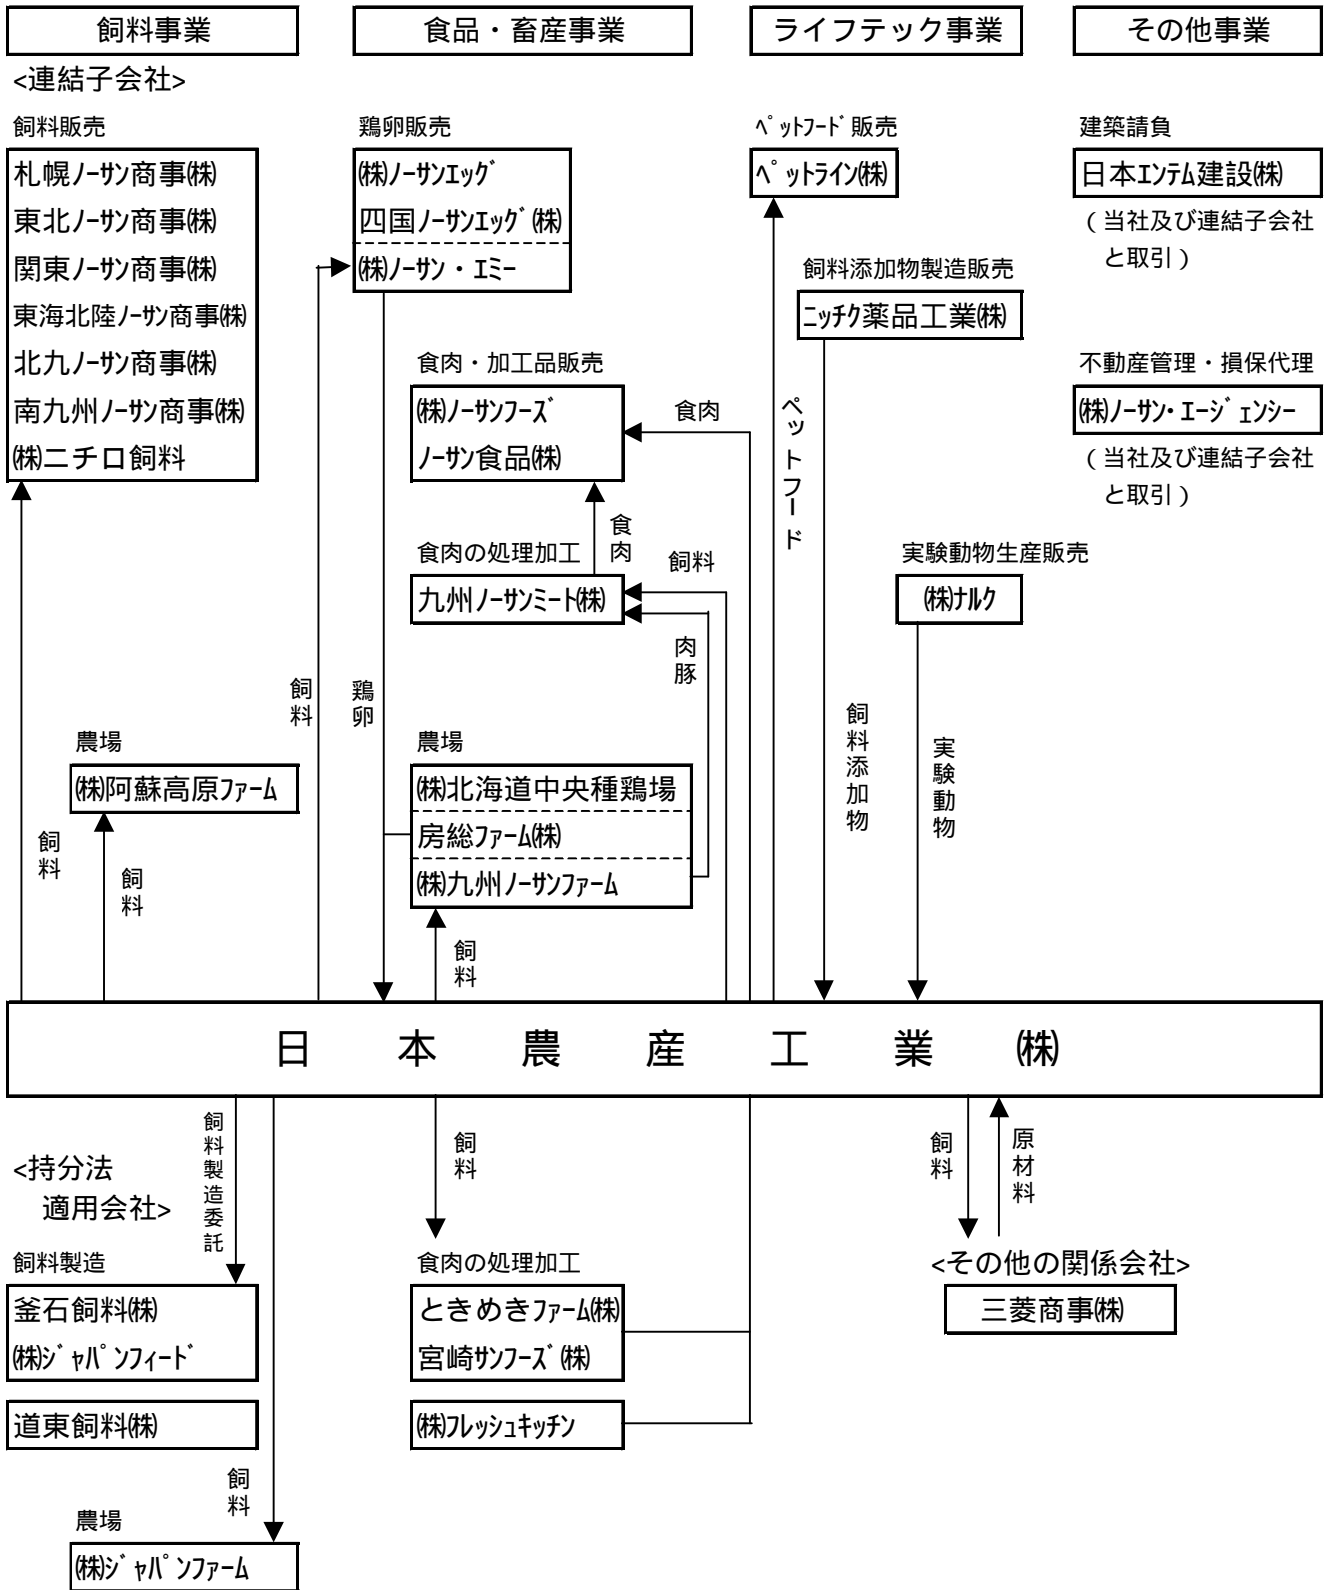 飼料事業
食品・畜産事業
ライフテック事業
その他事業
<連結子会社>
飼料販売
札幌ノーサン商事㈱
東北ノーサン商事㈱
関東ノーサン商事㈱
東海北陸ノーサン商事㈱
北九ノーサン商事㈱
南九州ノーサン商事㈱
㈱ニチロ飼料
鶏卵販売
㈱ノーサンエッグ
四国ノーサンエッグ㈱
㈱ノーサン・エミー
ペットフード販売
ペットライン㈱
飼料添加物製造販売
ニッチク薬品工業㈱
建築請負
日本エンテム建設㈱
(当社及び連結子会社
と取引)
不動産管理・損保代理
㈱ノーサン・エージェンシー
(当社及び連結子会社
と取引)
食肉・加工品販売
㈱ノーサンフーズ
ノーサン食品㈱
食肉
ペットフード
食肉
食肉の処理加工
九州ノーサンミート㈱
飼料
肉豚
実験動物生産販売
㈱ナルク
飼料
鶏卵
飼料添加物
実験動物
農場
㈱阿蘇高原ファーム
飼料
飼料
農場
㈱北海道中央種鶏場
房総ファーム㈱
㈱九州ノーサンファーム
飼料
日本農産工業㈱
飼料製造委託
飼料
飼料
原材料
<持分法
適用会社>
飼料製造
釜石飼料㈱
㈱ジャパンフィード
道東飼料㈱
飼料
農場
㈱ジャパンファーム
食肉の処理加工
ときめきファーム㈱
宮崎サンフーズ㈱
㈱フレッシュキッチン
<その他の関係会社>
三菱商事㈱